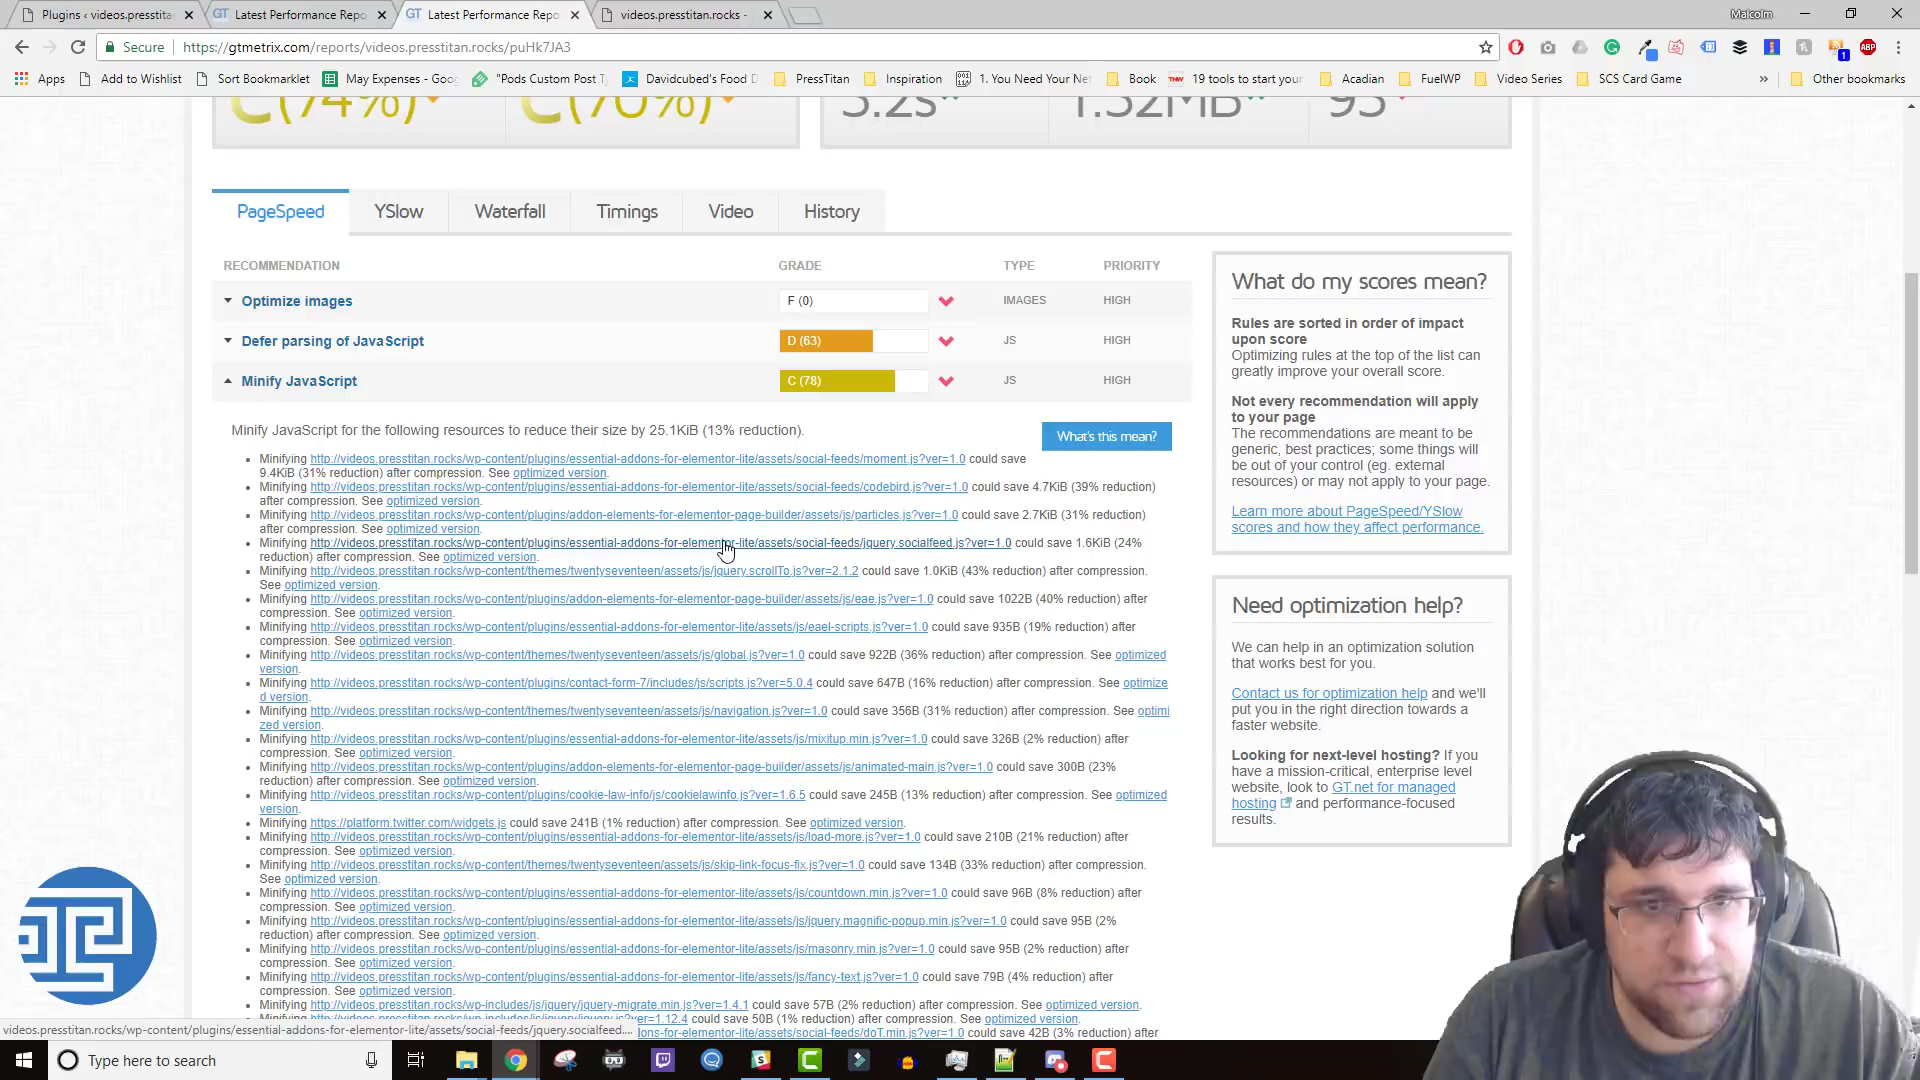 Plugins ‹ videos.presstitan
Latest Performance Repo
Latest Performance Repo
videos.presstitan.rocks -
Malcolm
Secure
https://gtmetrix.com/reports/videos.presstitan.rocks/puHk7JA3
Apps
Add to Wishlist
Sort Bookmarklet
May Expenses - Goo
"Pods Custom Post T
Davidcubed's Food D
PressTitan
Inspiration
1. You Need Your Net
Book
19 tools to start your
Acadian
FuelWP
Video Series
SCS Card Game
»
Other bookmarks
C(74%)
C(70%)
1.32MB
PageSpeed
YSlow
Waterfall
Timings
Video
History
RECOMMENDATION
GRADE
TYPE
PRIORITY
Optimize images
F (0)
IMAGES
HIGH
Defer parsing of JavaScript
D (63)
JS
HIGH
Minify JavaScript
C (78)
JS
HIGH
Minify JavaScript for the following resources to reduce their size by 25.1KiB (13% reduction).
What's this mean?
Minifying http://videos.presstitan.rocks/wp-content/plugins/essential-addons-for-elementor-lite/assets/social-feeds/moment.js?ver=1.0 could save
9.4KiB (31% reduction) after compression. See optimized version.
Minifying http://videos.presstitan.rocks/wp-content/plugins/essential-addons-for-elementor-lite/assets/social-feeds/codebird.js?ver=1.0 could save 4.7KiB (39% reduction)
after compression. See optimized version.
Minifying http://videos.presstitan.rocks/wp-content/plugins/addon-elements-for-elementor-page-builder/assets/js/particles.js?ver=1.0 could save 2.7KiB (31% reduction)
after compression. See optimized version.
Minifying http://videos.presstitan.rocks/wp-content/plugins/essential-addons-for-elementor-lite/assets/social-feeds/jquery.socialfeed.js?ver=1.0 could save 1.6KiB (24%
reduction) after compression. See optimized version.
Minifying http://videos.presstitan.rocks/wp-content/themes/twentyseventeen/assets/js/jquery.scrollTo.js?ver=2.1.2 could save 1.0KiB (43% reduction) after compression.
See optimized version.
Minifying http://videos.presstitan.rocks/wp-content/plugins/addon-elements-for-elementor-page-builder/assets/js/eae.js?ver=1.0 could save 1022B (40% reduction) after
compression. See optimized version.
Minifying http://videos.presstitan.rocks/wp-content/plugins/essential-addons-for-elementor-lite/assets/js/eael-scripts.js?ver=1.0 could save 935B (19% reduction) after
compression. See optimized version.
Minifying http://videos.presstitan.rocks/wp-content/themes/twentyseventeen/assets/js/global.js?ver=1.0 could save 922B (36% reduction) after compression. See optimized
version.
Minifying http://videos.presstitan.rocks/wp-content/plugins/contact-form-7/includes/js/scripts.js?ver=5.0.4 could save 647B (16% reduction) after compression. See optimize
d version.
Minifying http://videos.presstitan.rocks/wp-content/themes/twentyseventeen/assets/js/navigation.js?ver=1.0 could save 356B (31% reduction) after compression. See optimi
zed version.
Minifying http://videos.presstitan.rocks/wp-content/plugins/essential-addons-for-elementor-lite/assets/js/mixitup.min.js?ver=1.0 could save 326B (2% reduction) after
compression. See optimized version.
Minifying http://videos.presstitan.rocks/wp-content/plugins/addon-elements-for-elementor-page-builder/assets/js/animated-main.js?ver=1.0 could save 300B (23%
reduction) after compression. See optimized version.
Minifying http://videos.presstitan.rocks/wp-content/plugins/cookie-law-info/js/cookielawinfo.js?ver=1.6.5 could save 245B (13% reduction) after compression. See optimized
version.
Minifying https://platform.twitter.com/widgets.js could save 241B (1% reduction) after compression. See optimized version.
Minifying http://videos.presstitan.rocks/wp-content/plugins/essential-addons-for-elementor-lite/assets/js/load-more.js?ver=1.0 could save 210B (21% reduction) after
compression. See optimized version.
Minifying http://videos.presstitan.rocks/wp-content/themes/twentyseventeen/assets/js/skip-link-focus-fix.js?ver=1.0 could save 134B (33% reduction) after compression.
See optimized version.
Minifying http://videos.presstitan.rocks/wp-content/plugins/essential-addons-for-elementor-lite/assets/js/countdown.min.js?ver=1.0 could save 96B (8% reduction) after
compression. See optimized version.
Minifying http://videos.presstitan.rocks/wp-content/plugins/essential-addons-for-elementor-lite/assets/js/jquery.magnific-popup.min.js?ver=1.0 could save 95B (2%
reduction) after compression. See optimized version.
Minifying http://videos.presstitan.rocks/wp-content/plugins/essential-addons-for-elementor-lite/assets/js/masonry.min.js?ver=1.0 could save 95B (2% reduction) after
compression. See optimized version.
Minifying http://videos.presstitan.rocks/wp-content/plugins/essential-addons-for-elementor-lite/assets/js/fancy-text.js?ver=1.0 could save 79B (4% reduction) after
compression. See optimized version.
Minifying http://videos.presstitan.rocks/wp-includes/js/jquery/jquery-migrate.min.js?ver=1.4.1 could save 57B (2% reduction) after compression. See optimized version.
ver=1.12.4 could save 50B (1% reduction) after compression. See optimized version.
ons-for-elementor-lite/assets/social-feeds/doT.min.js?ver=1.0 could save 42B (3% reduction) after
What do my scores mean?
Rules are sorted in order of impact
upon score
Optimizing rules at the top of the list can
greatly improve your overall score.
Not every recommendation will apply
to your page
The recommendations are meant to be
generic, best practices; some things
will be out of your control (eg. external
resources) or may not apply to your page.
Learn more about PageSpeed/YSlow
scores and how they affect performance.
Need optimization help?
We can help in an optimization solution
that works best for you.
Contact us for optimization help and we'll
put you in the right direction towards a
faster website.
Looking for next-level hosting? If you
have a mission-critical, enterprise level
website, look to GT.net for managed
hosting and performance-focused
results.
videos.presstitan.rocks/wp-content/plugins/essential-addons-for-elementor-lite/assets/social-feeds/jquery.socialfeed....
Type here to search